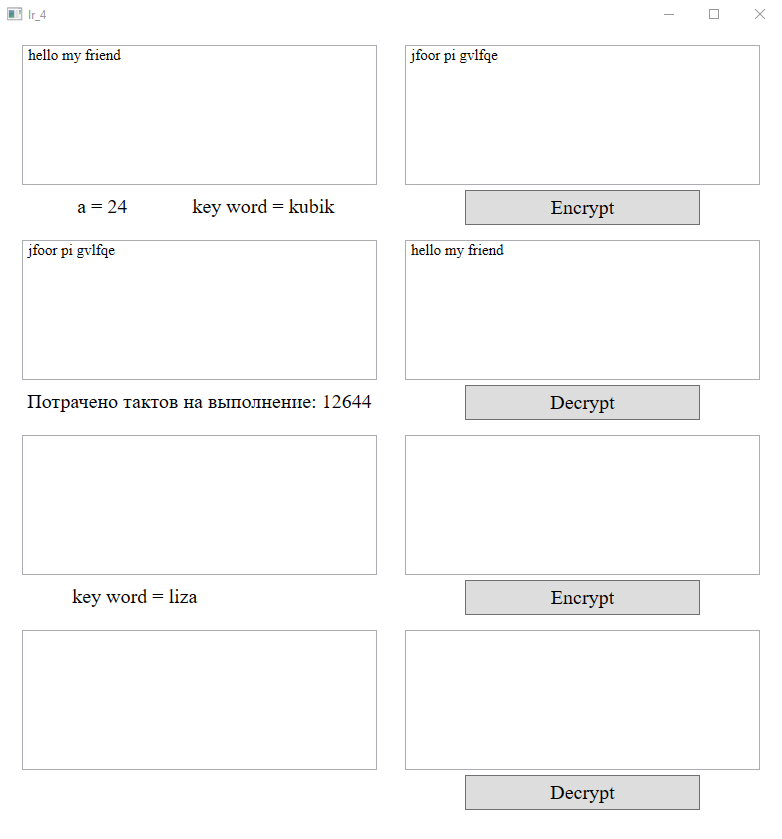 lr_4
hello my friend
jfoor pi gvlfqe
a = 24
key word = kubik
Encrypt
jfoor pi gvlfqe
hello my friend
Потрачено тактов на выполнение: 12644
Decrypt
key word = liza
Encrypt
Decrypt